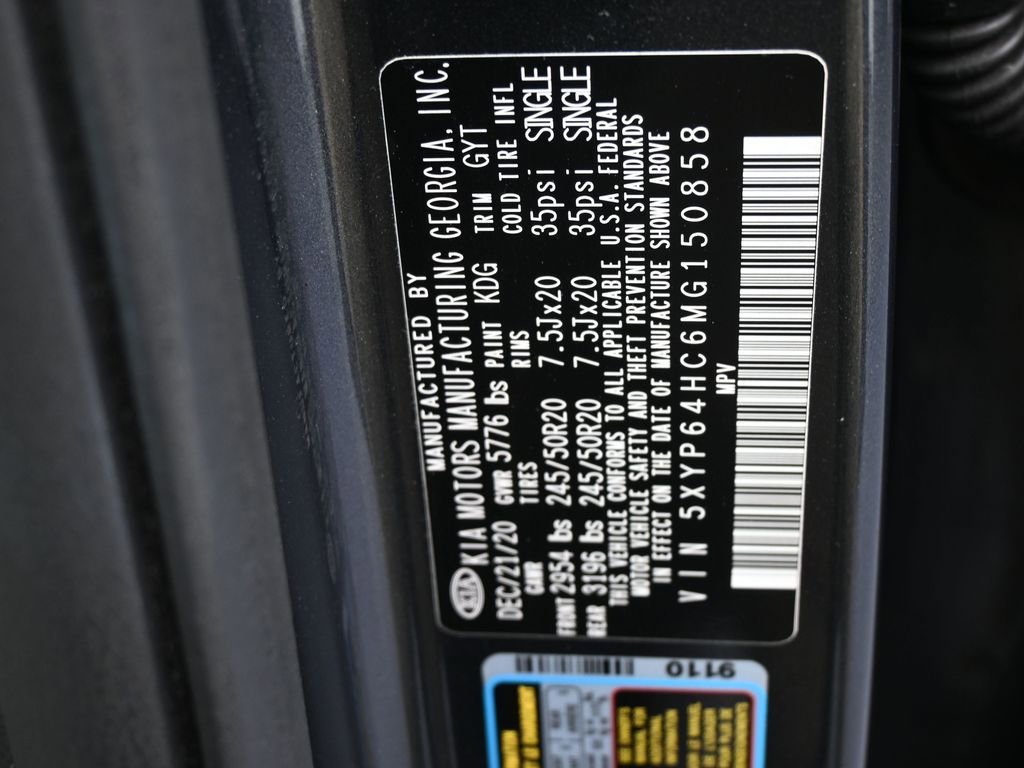 MANUFACTURED BY
KIA KIA MOTORS MANUFACTURING GEORGIA, INC.
DEC/21/20 GVWR 5776 lbs PAINT KDG TRIM GYT
GAWR TIRES RIMS COLD TIRE INFL
FRONT 2954 lbs 245/50R20 7.5Jx20 35psi SINGLE
REAR 3196 lbs 245/50R20 7.5Jx20 35psi SINGLE
THIS VEHICLE CONFORMS TO ALL APPLICABLE U.S.A. FEDERAL
MOTOR VEHICLE SAFETY AND THEFT PREVENTION STANDARDS
IN EFFECT ON THE DATE OF MANUFACTURE SHOWN ABOVE
VIN 5XYP64HC6MG150858
MPV
9110